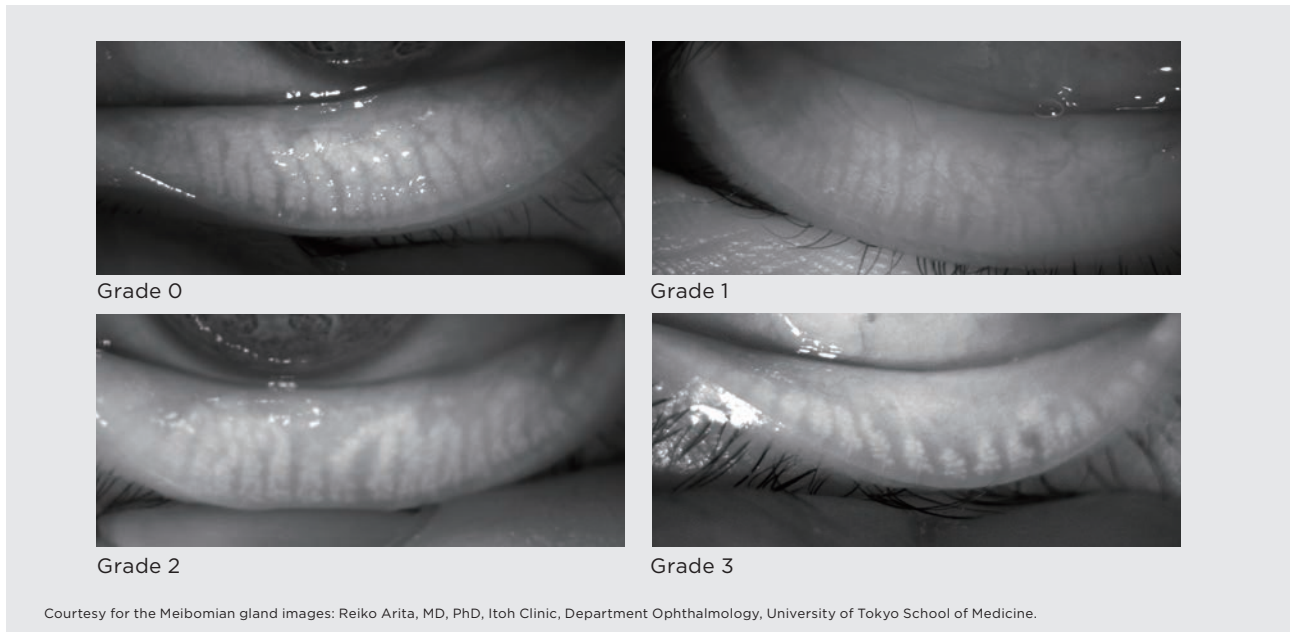 Grade 0
Grade 1
Grade 2
Grade 3
Courtesy for the Meibomian gland images: Reiko Arita, MD, PhD, Itoh Clinic, Department Ophthalmology, University of Tokyo School of Medicine.